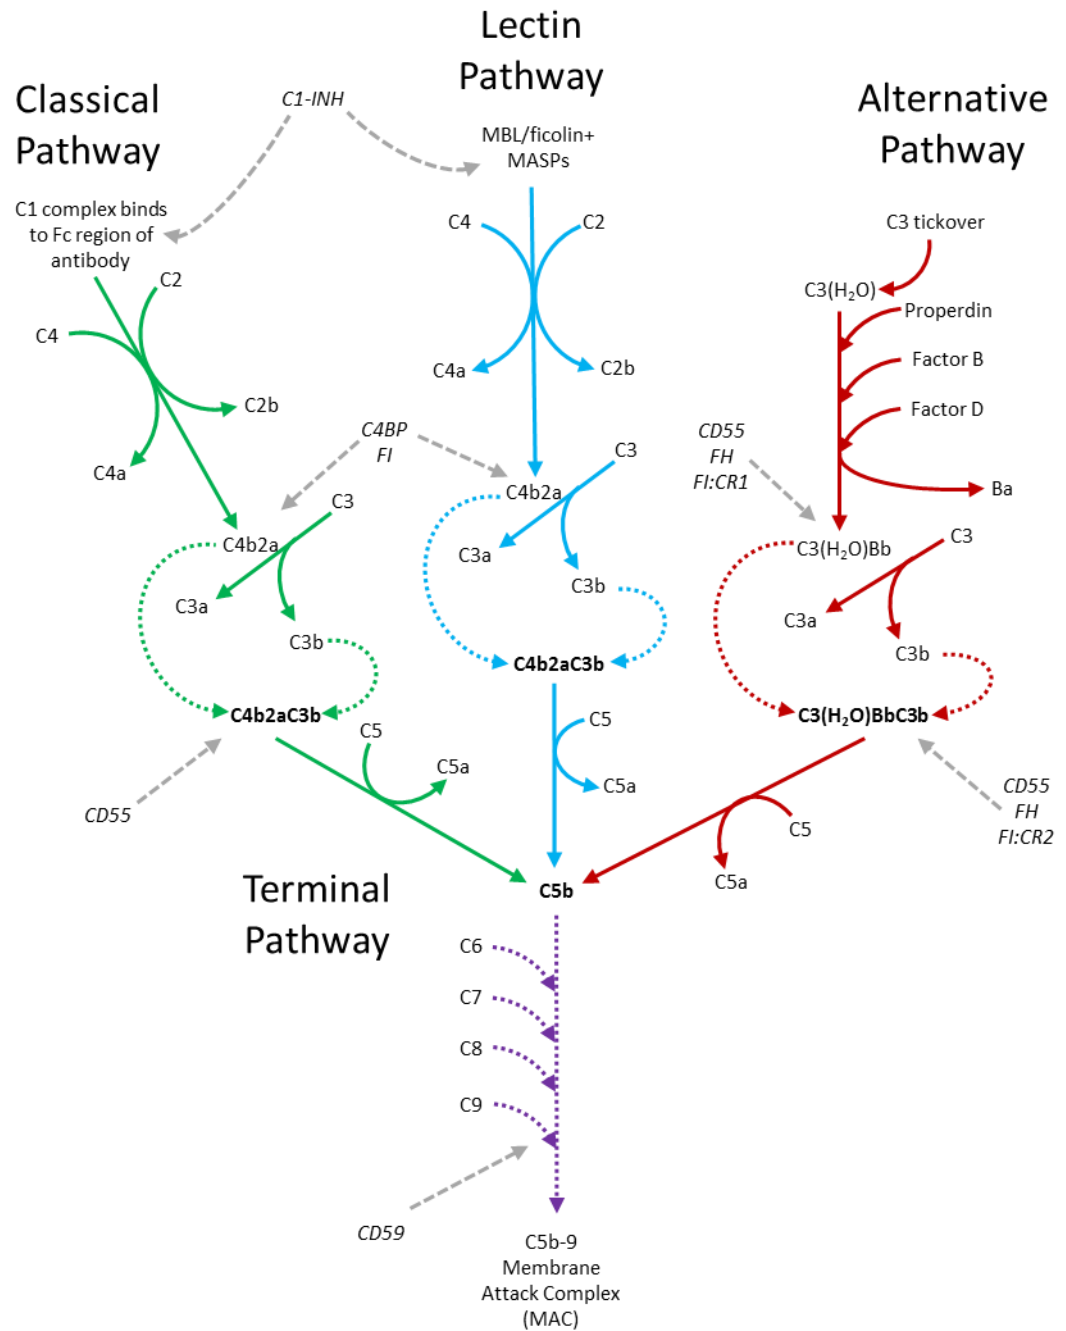 Lectin
Pathway
Classical
Pathway
C1-INH
Alternative
Pathway
MBL/ficolin+
MASPs
C1 complex binds
to Fc region of
antibody
C4
C2
C3 tickover
C2
C4
C3(H₂O)
Properdin
Factor B
Factor D
C4a
C2b
C2b
C4a
C4BP
FI
CD55
FH
FI:CR1
C3
C4b2a
Ba
C3
C4b2a
C3a
C3b
C3(H₂O)Bb
C3
C3a
C3b
C3a
C3b
C4b2aC3b
C4b2aC3b
C3(H₂O)BbC3b
C5
C5a
C5
C5a
CD55
CD55
FH
FI:CR2
C5
C5a
Terminal
Pathway
C5b
C6
C7
C8
C9
CD59
C5b-9
Membrane
Attack Complex
(MAC)